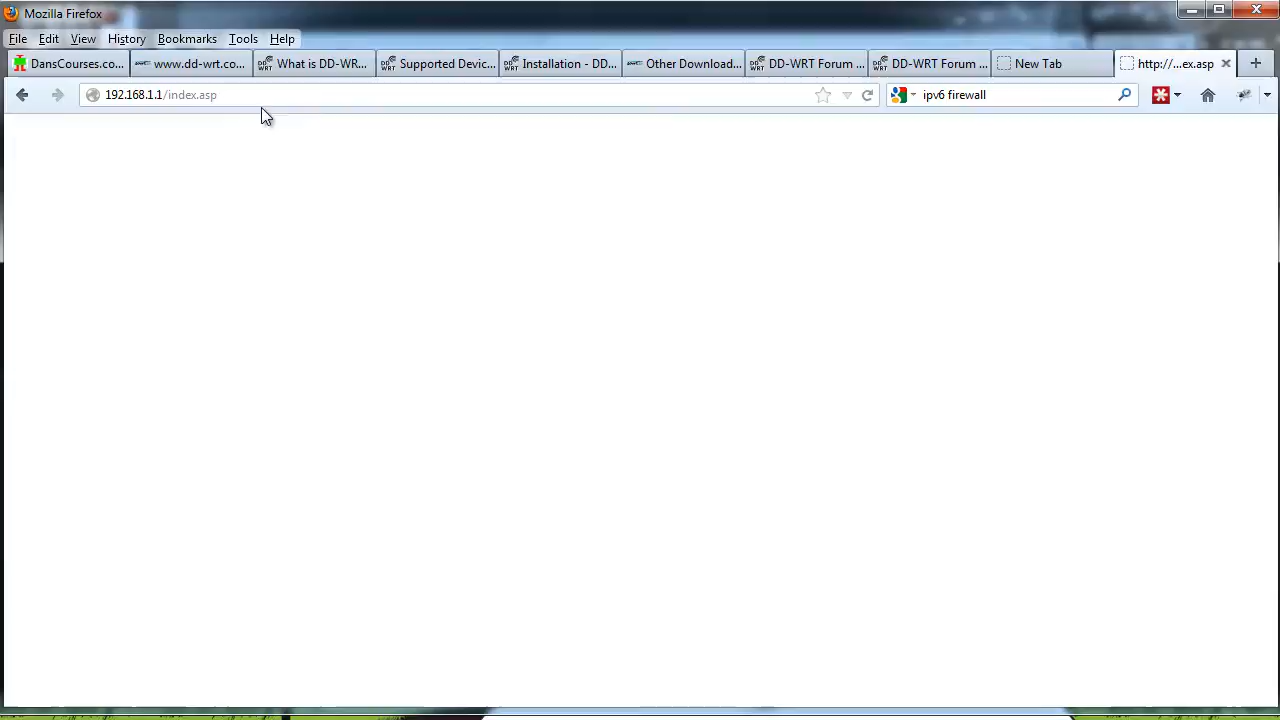 Mozilla Firefox
File Edit View History Bookmarks Tools Help
DansCourses.co... www.dd-wrt.co... What is DD-WR... Supported Devic... Installation - DD... Other Download... DD-WRT Forum ... DD-WRT Forum ... New Tab http://...ex.asp
192.168.1.1/index.asp ipv6 firewall